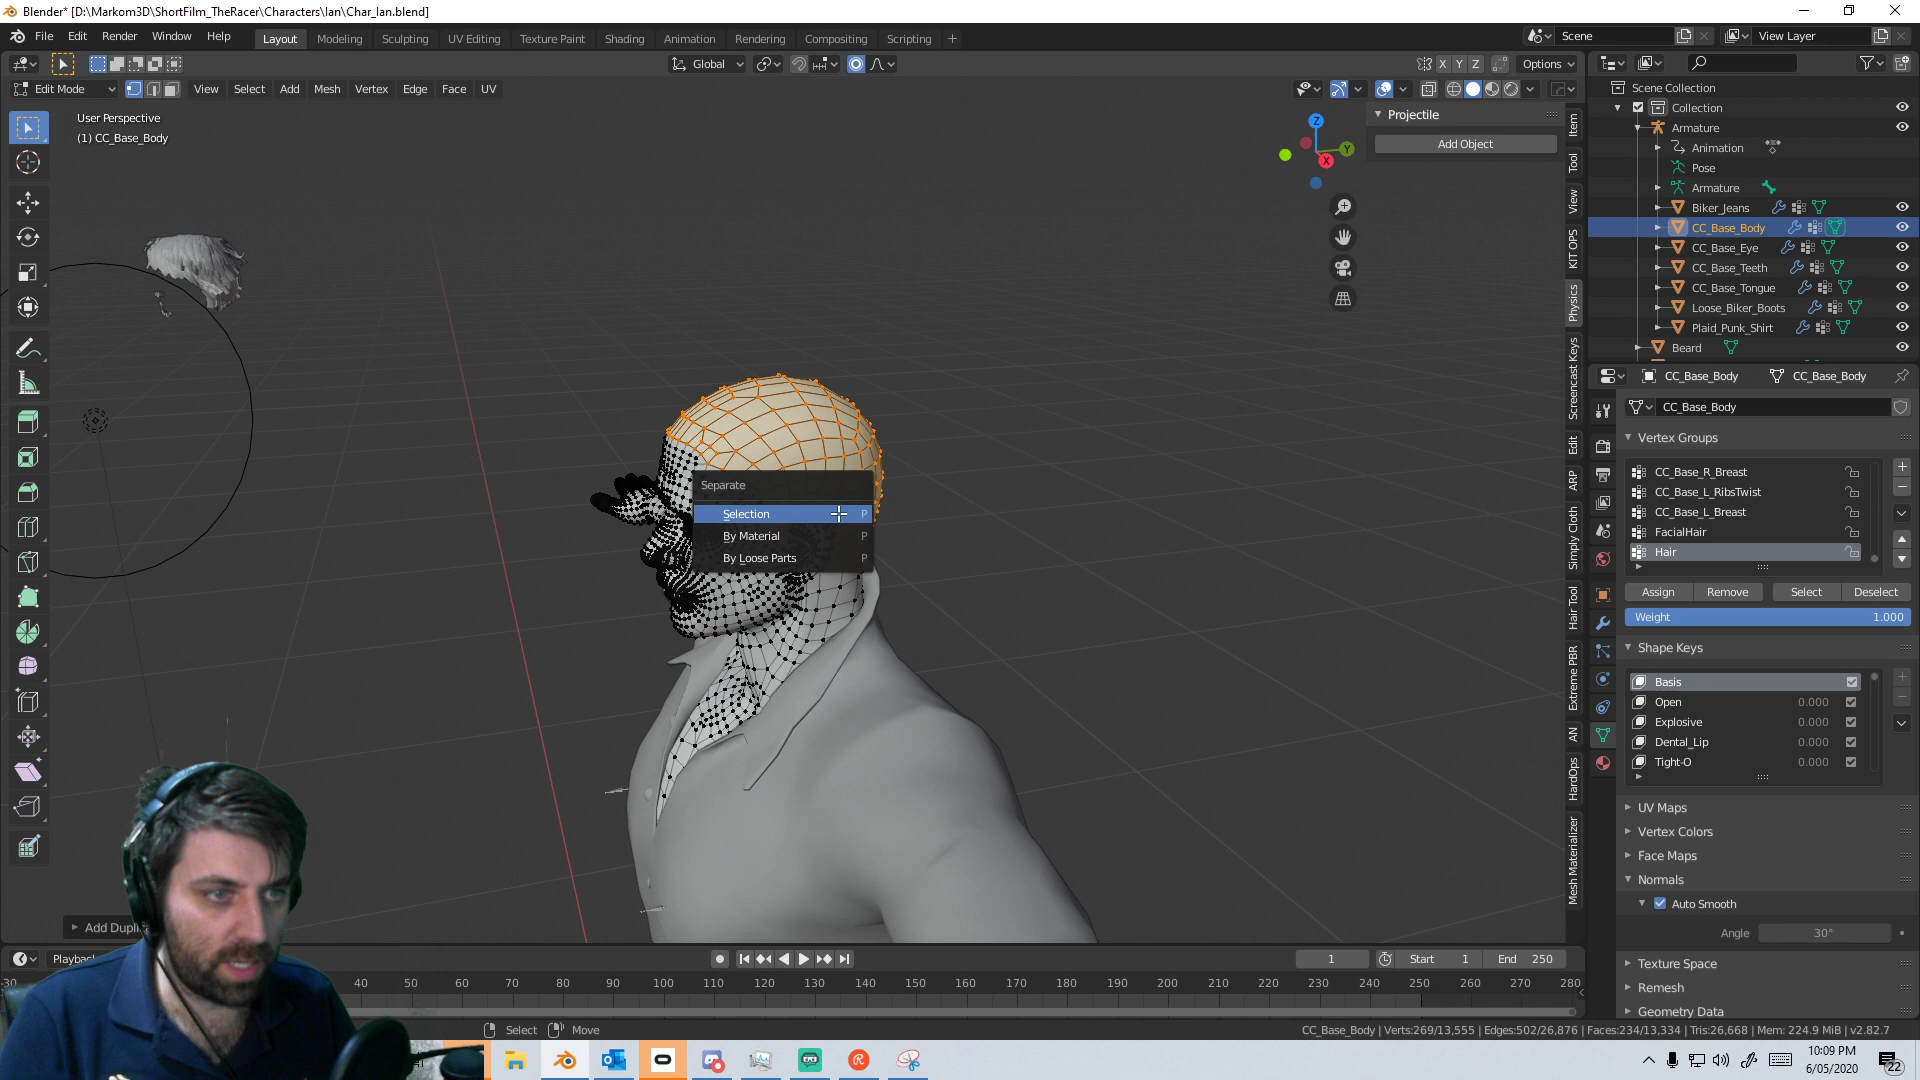 Blender* [D:\Markom3D\ShortFilm_TheRacer\Characters\Ian\Char_Ian.blend]
File Edit Render Window Help
Layout Modeling Sculpting UV Editing Texture Paint Shading Animation Rendering Compositing Scripting
Scene View Layer
Global X Y Z Options
Edit Mode View Select Add Mesh Vertex Edge Face UV
User Perspective
(1) CC_Base_Body
Projectile
Add Object
Z Y X
Item
Tool
View
KIT OPS
Physics
Screencast Keys
Edit
ARP
Simply Cloth
Hair Tool
Extreme PBR
AN
HardOps
Mesh Materializer
Scene Collection
Collection
Armature
Animation
Pose
Armature
Biker_Jeans
CC_Base_Body
CC_Base_Eye
CC_Base_Teeth
CC_Base_Tongue
Loose_Biker_Boots
Plaid_Punk_Shirt
Beard
CC_Base_Body CC_Base_Body
CC_Base_Body
Vertex Groups
CC_Base_R_Breast
CC_Base_L_RibsTwist
CC_Base_L_Breast
FacialHair
Hair
Assign Remove Select Deselect
Weight 1.000
Shape Keys
Basis
Open 0.000
Explosive 0.000
Dental_Lip 0.000
Tight-O 0.000
UV Maps
Vertex Colors
Face Maps
Normals
Auto Smooth
Angle 30°
Texture Space
Remesh
Geometry Data
Separate
Selection P
By Material P
By Loose Parts P
Add Dupli
Playback
1 Start 1 End 250
-30 40 50 60 70 80 90 100 110 120 130 140 150 160 170 180 190 200 210 220 230 240 250 260 270 280
Select Move
CC_Base_Body | Verts:269/13,555 | Edges:502/26,876 | Faces:234/13,334 | Tris:26,668 | Mem: 224.9 MiB | v2.82.7
10:09 PM
6/05/2020
22